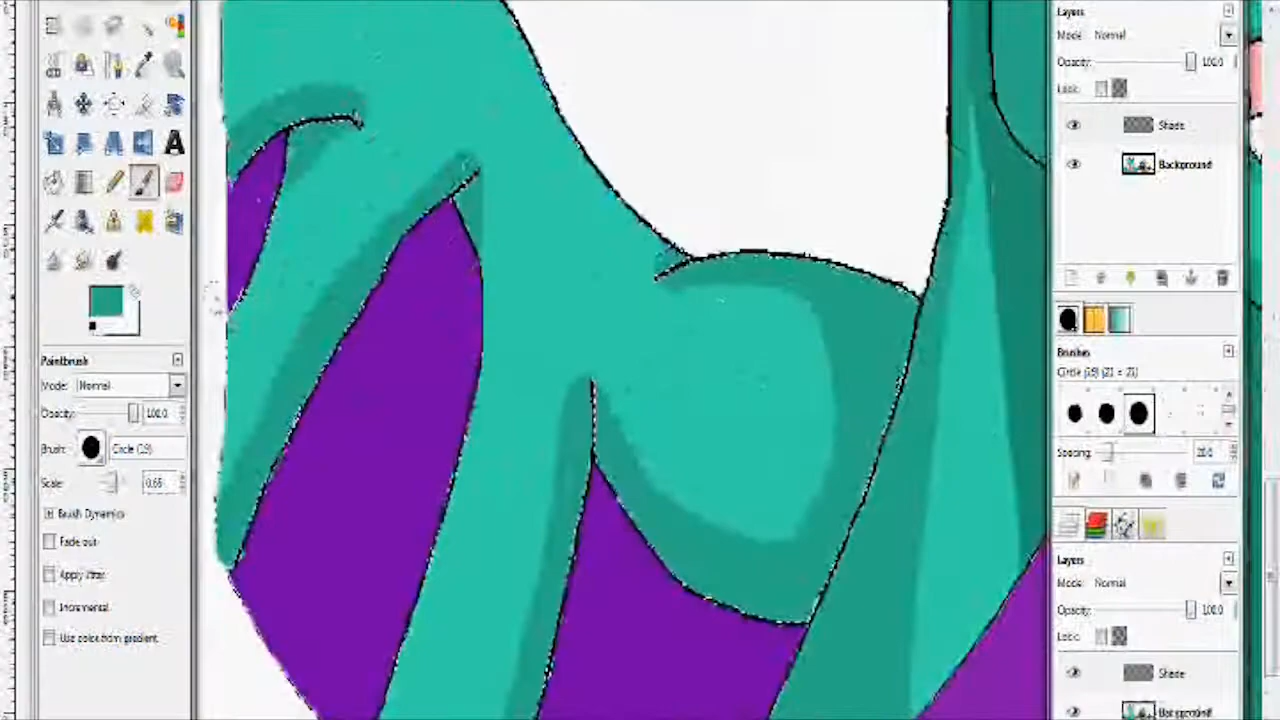 Paintbrush
Mode: Normal
Opacity: 100.0
Brush: Circle (19)
Scale: 0.65
Brush Dynamics
Fade out
Apply Jitter
Incremental
Use color from gradient
Layers
Mode: Normal
Opacity: 100.0
Lock:
Shade
Background
Brushes
Circle (19) (21 × 21)
Spacing: 20.0
Layers
Mode: Normal
Opacity: 100.0
Lock:
Shade
Background